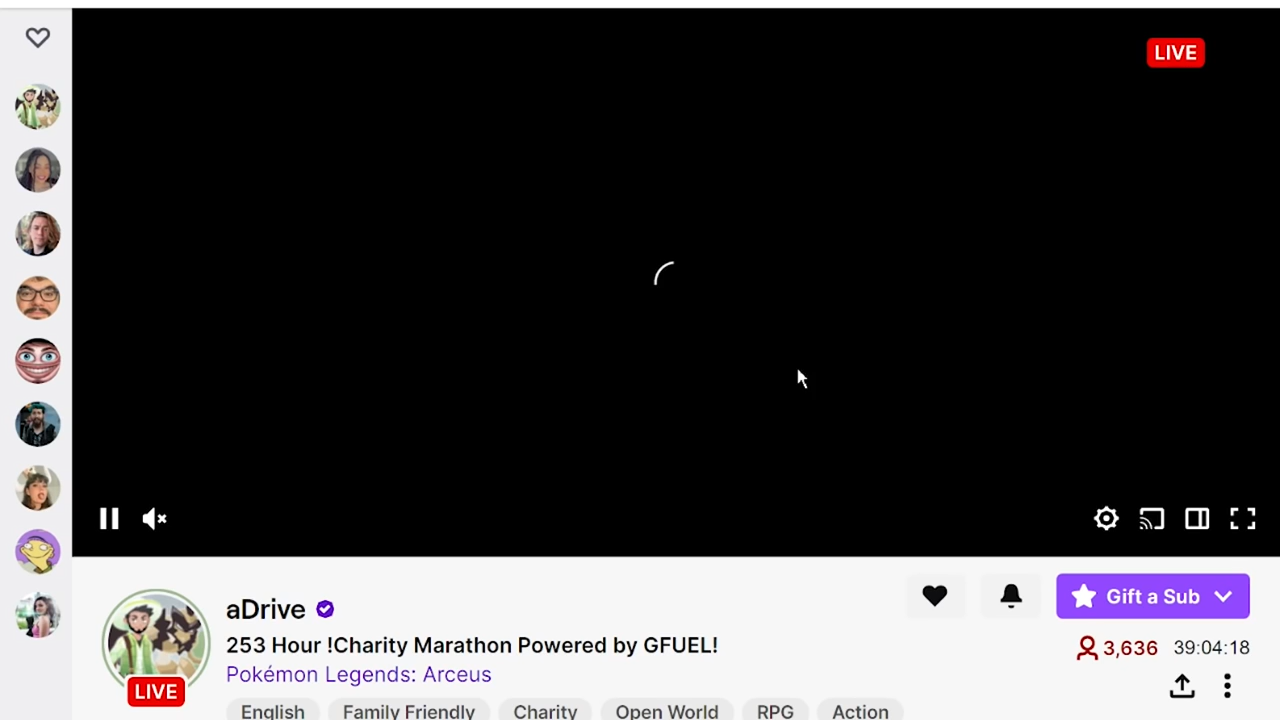 LIVE
aDrive
253 Hour !Charity Marathon Powered by GFUEL!
Pokémon Legends: Arceus
LIVE
English Family Friendly Charity Open World RPG Action
Gift a Sub
3,636 39:04:18